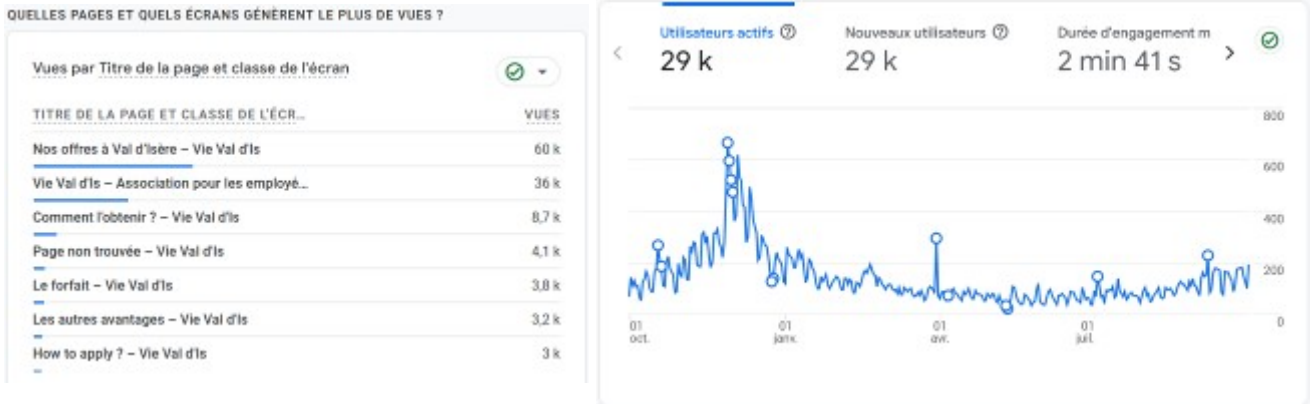 QUELLES PAGES ET QUELS ÉCRANS GÉNÈRENT LE PLUS DE VUES ?
Vues par Titre de la page et classe de l'écran
TITRE DE LA PAGE ET CLASSE DE L'ÉCR... VUES
Nos offres à Val d'Isère – Vie Val d'Is 60 k
Vie Val d'Is – Association pour les employé... 36 k
Comment l'obtenir ? – Vie Val d'Is 8,7 k
Page non trouvée – Vie Val d'Is 4,1 k
Le forfait – Vie Val d'Is 3,8 k
Les autres avantages – Vie Val d'Is 3,2 k
How to apply ? – Vie Val d'Is 3 k
Utilisateurs actifs Nouveaux utilisateurs Durée d'engagement m
29 k 29 k 2 min 41 s
800
600
400
200
0
01 01 01 01
oct. janv. avr. juil.